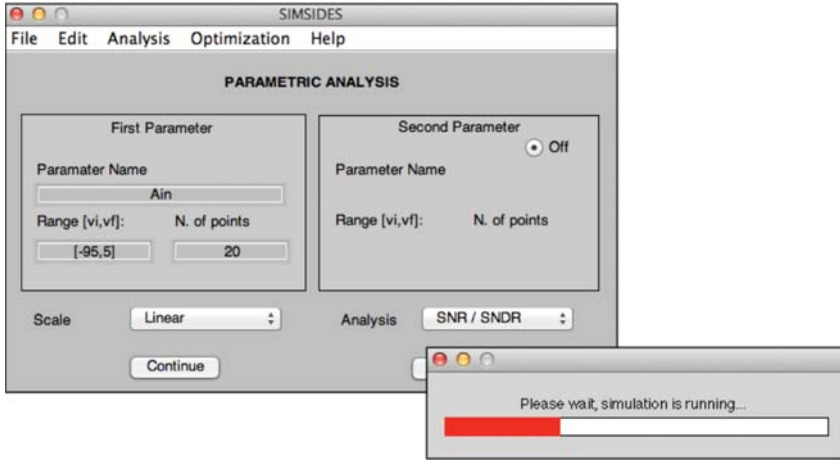 SIMSIDES
File Edit Analysis Optimization Help
PARAMETRIC ANALYSIS
First Parameter
Second Parameter
Off
Paramater Name
Parameter Name
Ain
Range [vi,vf]: N. of points
Range [vi,vf]: N. of points
[-95,5] 20
Scale Linear
Analysis SNR / SNDR
Continue
Please wait, simulation is running...